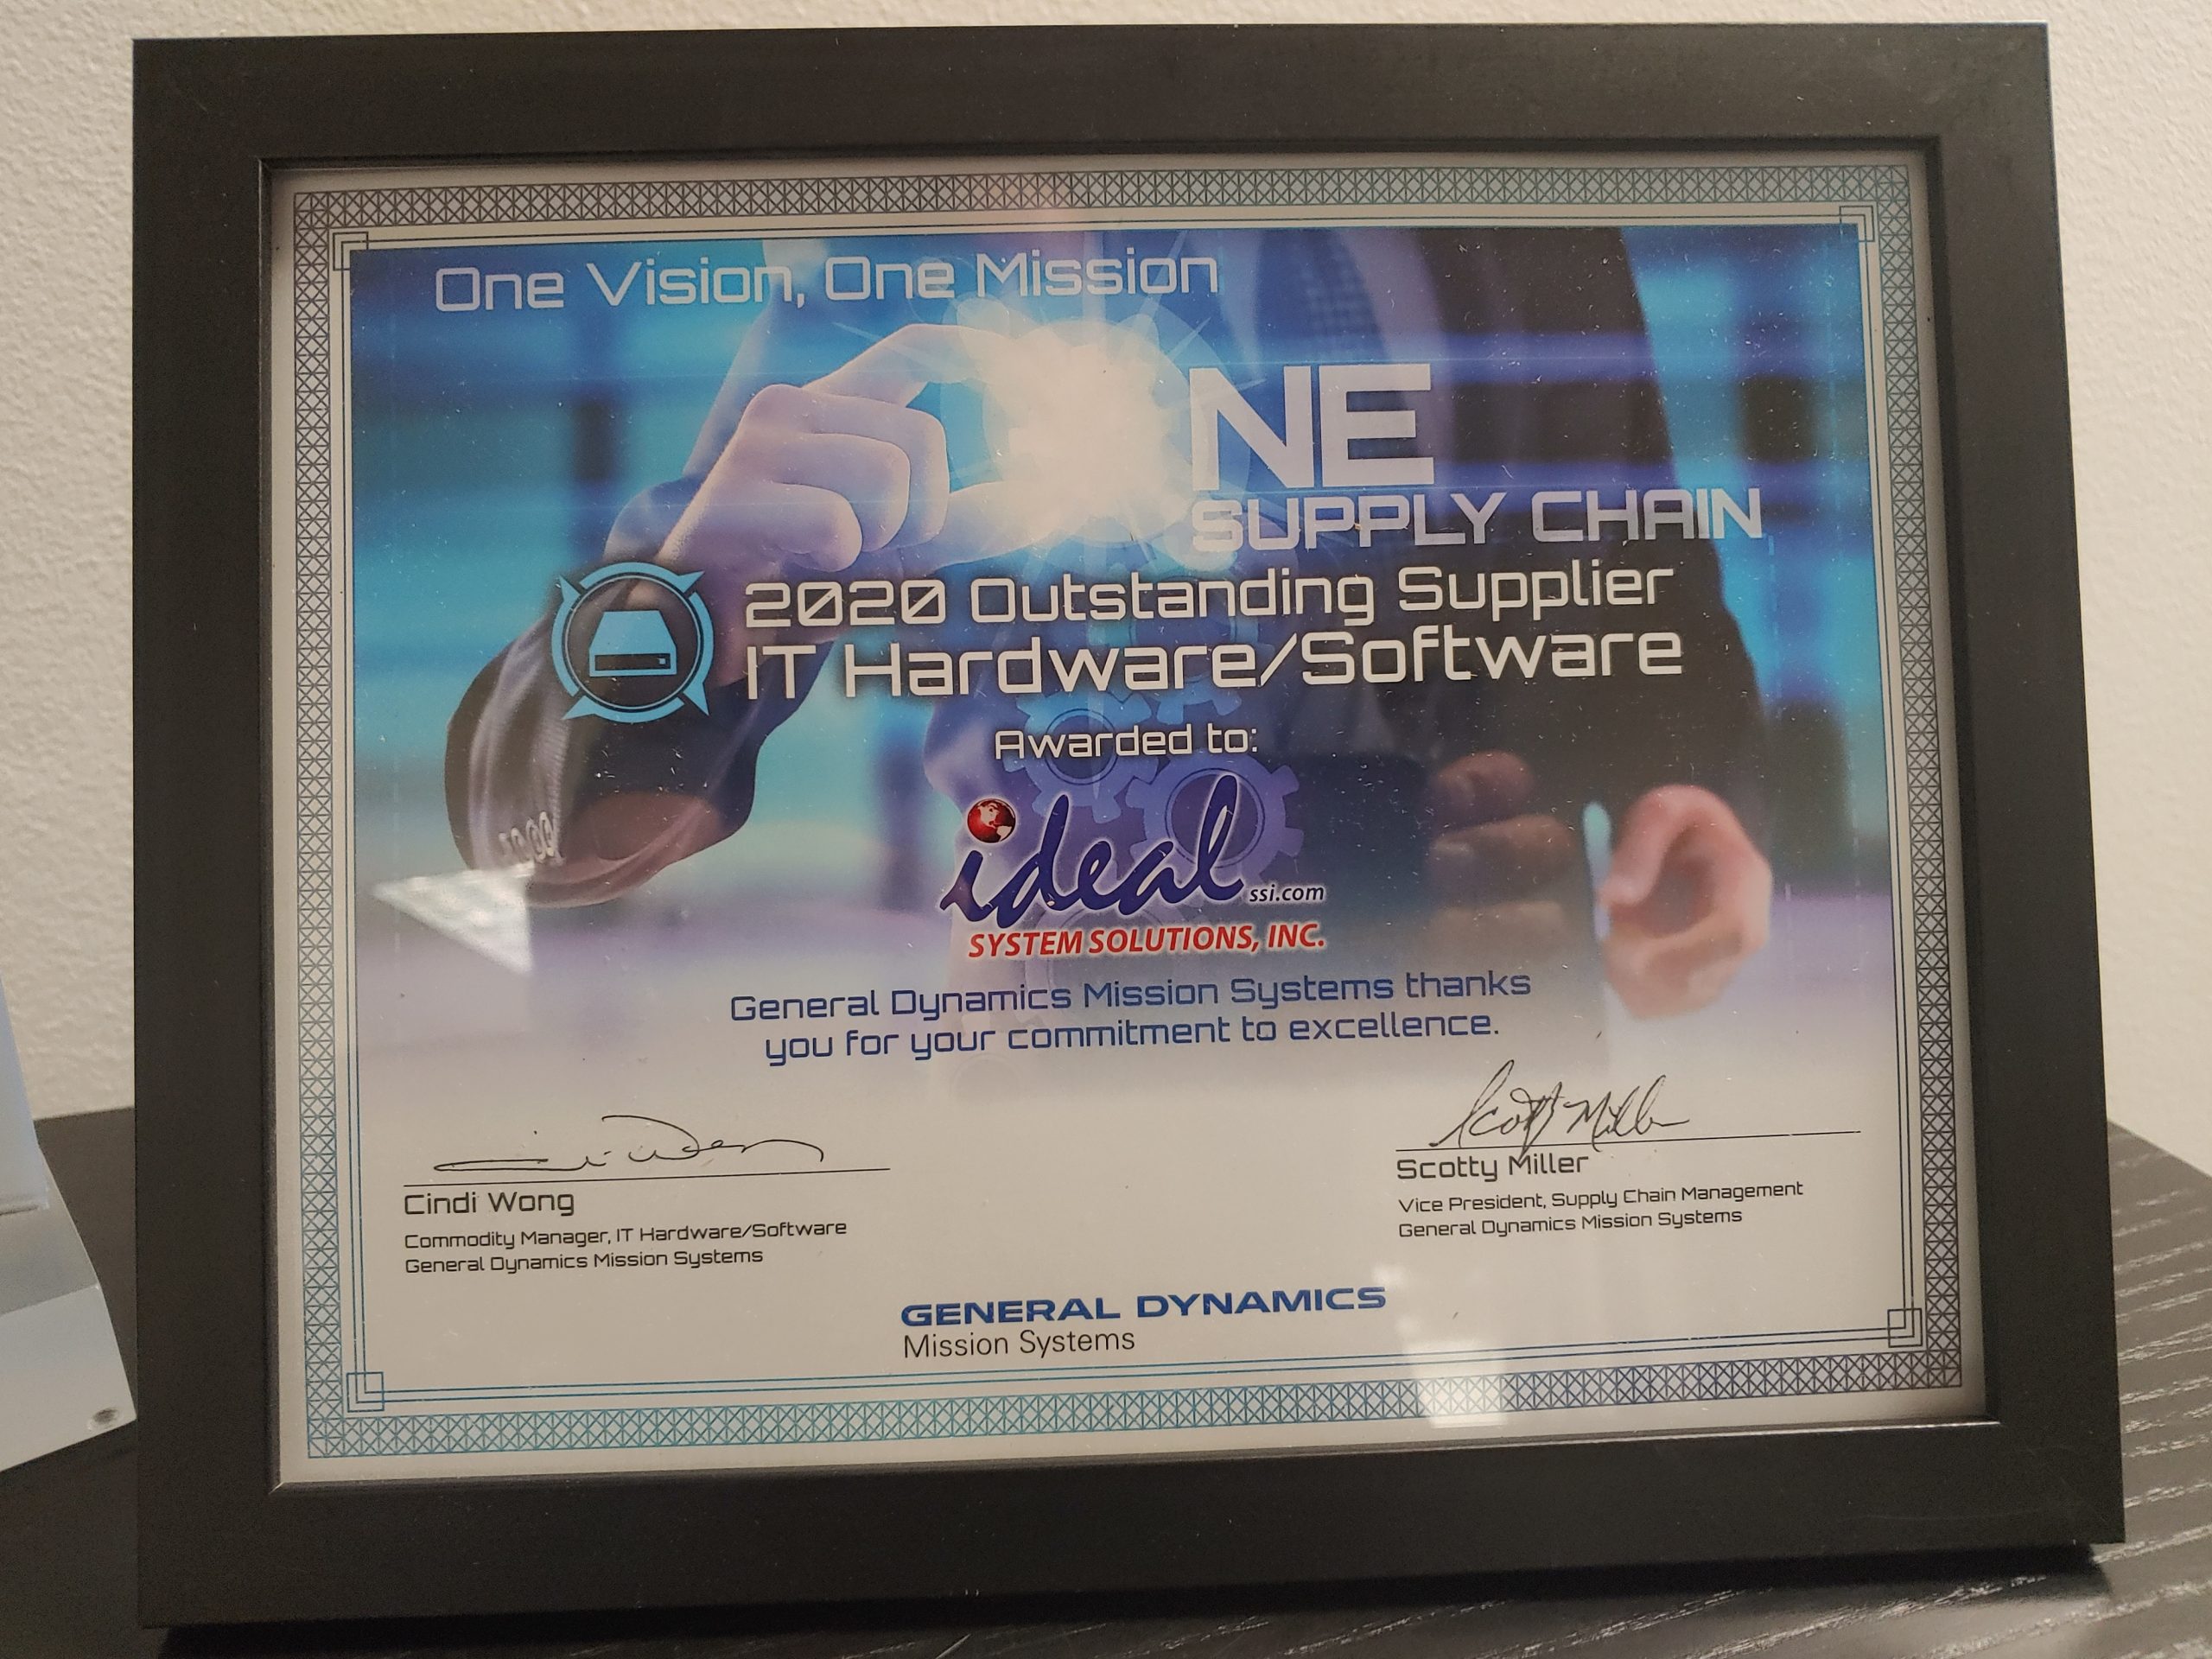 One Vision, One Mission
NE
SUPPLY CHAIN
2020 Outstanding Supplier
IT Hardware/Software
Awarded to:
ideal ssi.com
SYSTEM SOLUTIONS, INC.
General Dynamics Mission Systems thanks
you for your commitment to excellence.
Scott Miller
Cindi Wong
Commodity Manager, IT Hardware/Software
General Dynamics Mission Systems
Scotty Miller
Vice President, Supply Chain Management
General Dynamics Mission Systems
GENERAL DYNAMICS
Mission Systems